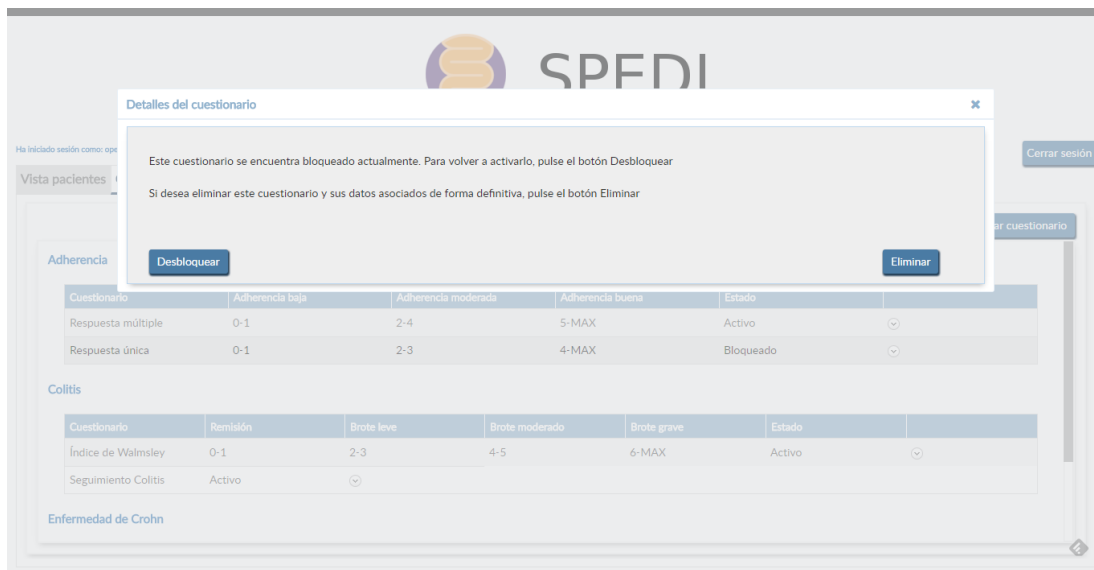 SPEDI
Detalles del cuestionario
Ha iniciado sesión como: ope
Cerrar sesión
Este cuestionario se encuentra bloqueado actualmente. Para volver a activarlo, pulse el botón Desbloquear
Vista pacientes
Si desea eliminar este cuestionario y sus datos asociados de forma definitiva, pulse el botón Eliminar
ar cuestionario
Desbloquear Eliminar
Adherencia
Cuestionario Adherencia baja Adherencia moderada Adherencia buena Estado
Respuesta múltiple 0-1 2-4 5-MAX Activo
Respuesta única 0-1 2-3 4-MAX Bloqueado
Colitis
Cuestionario Remisión Brote leve Brote moderado Brote grave Estado
Índice de Walmsley 0-1 2-3 4-5 6-MAX Activo
Seguimiento Colitis Activo
Enfermedad de Crohn